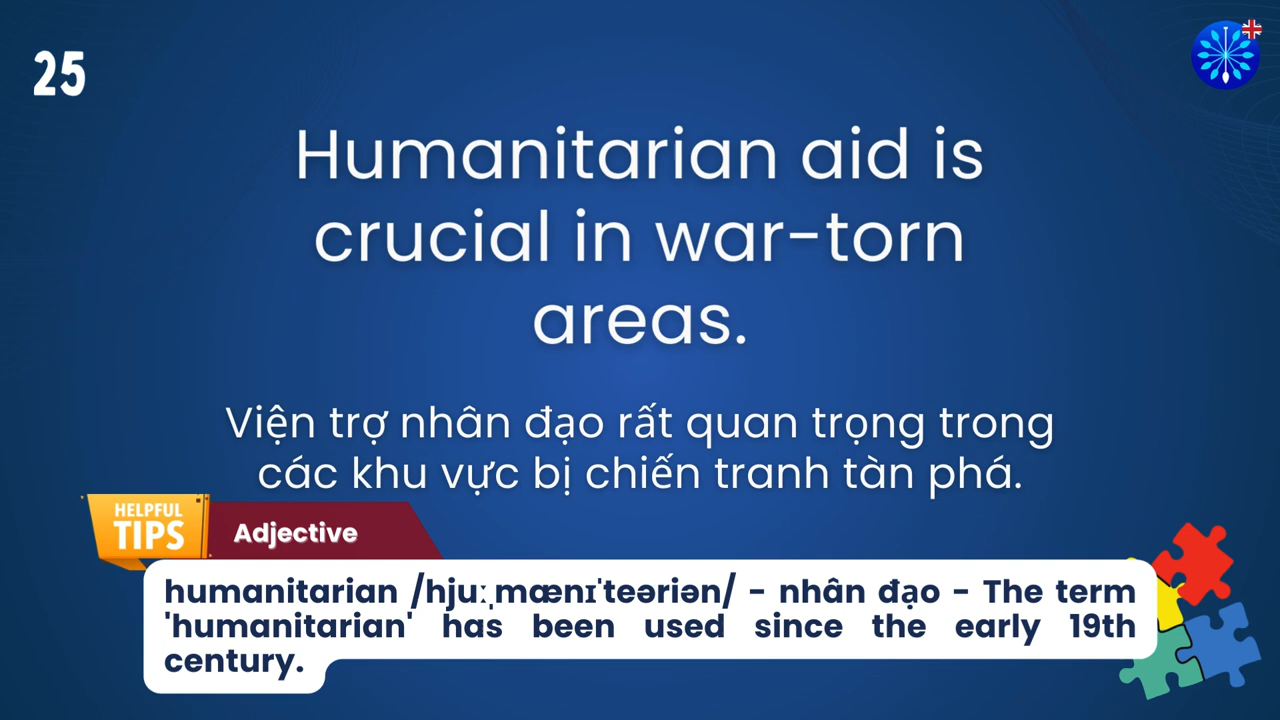 25
Humanitarian aid is
crucial in war-torn
areas.
Viện trợ nhân đạo rất quan trọng trong
các khu vực bị chiến tranh tàn phá.
HELPFUL
TIPS
Adjective
humanitarian /hjuːˌmænɪˈteəriən/ - nhân đạo - The term
'humanitarian' has been used since the early 19th
century.